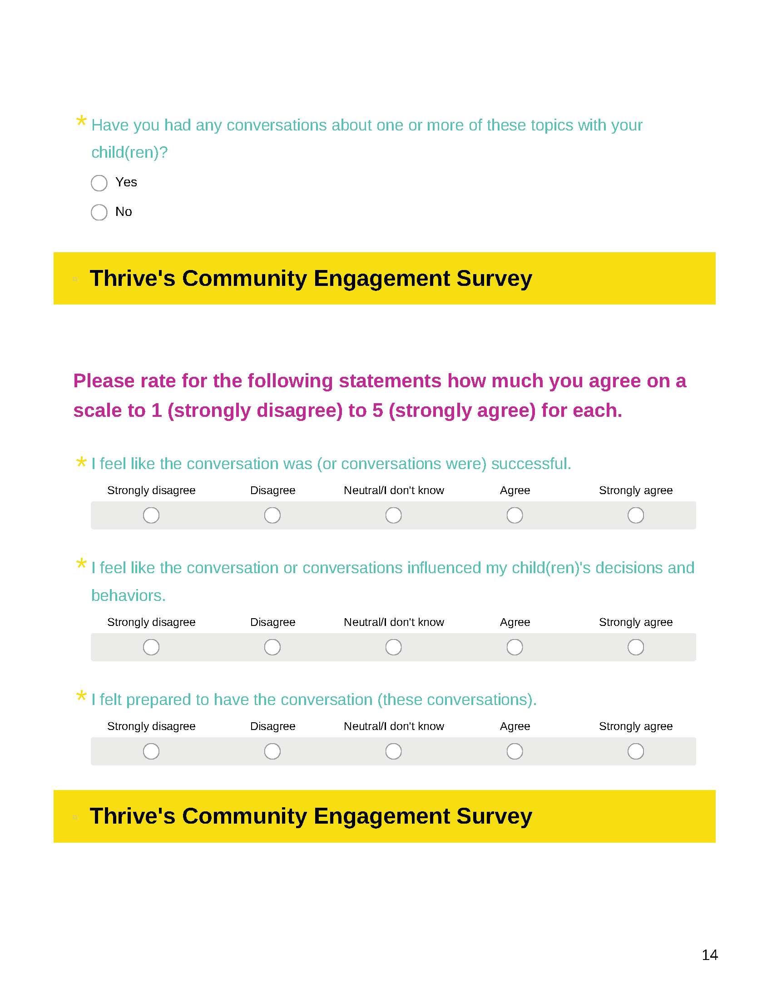 * Have you had any conversations about one or more of these topics with your
child(ren)?
Yes
No
Thrive's Community Engagement Survey
Please rate for the following statements how much you agree on a
scale to 1 (strongly disagree) to 5 (strongly agree) for each.
* I feel like the conversation was (or conversations were) successful.
Strongly disagree Disagree Neutral/I don't know Agree Strongly agree
* I feel like the conversation or conversations influenced my child(ren)'s decisions and
behaviors.
Strongly disagree Disagree Neutral/I don't know Agree Strongly agree
* I felt prepared to have the conversation (these conversations).
Strongly disagree Disagree Neutral/I don't know Agree Strongly agree
Thrive's Community Engagement Survey
14